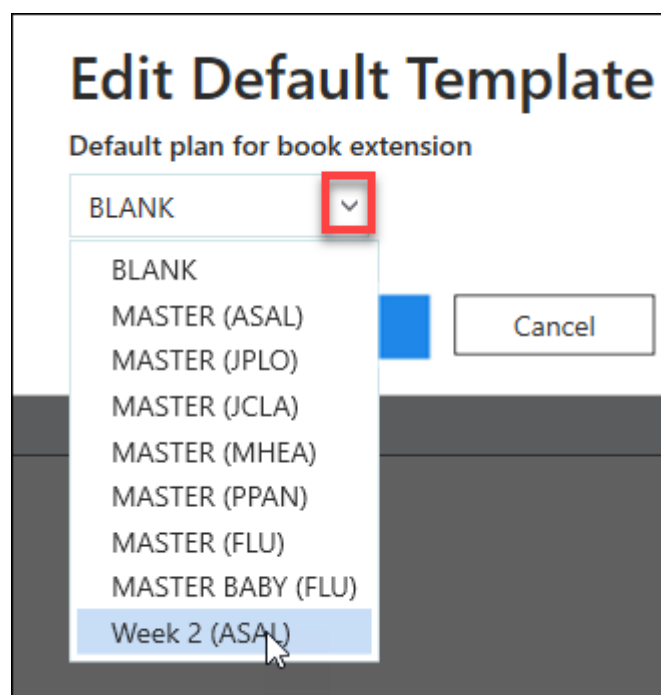 Edit Default Template
Default plan for book extension
BLANK
BLANK
MASTER (ASAL)
Cancel
MASTER (JPLO)
MASTER (JCLA)
MASTER (MHEA)
MASTER (PPAN)
MASTER (FLU)
MASTER BABY (FLU)
Week 2 (ASAL)